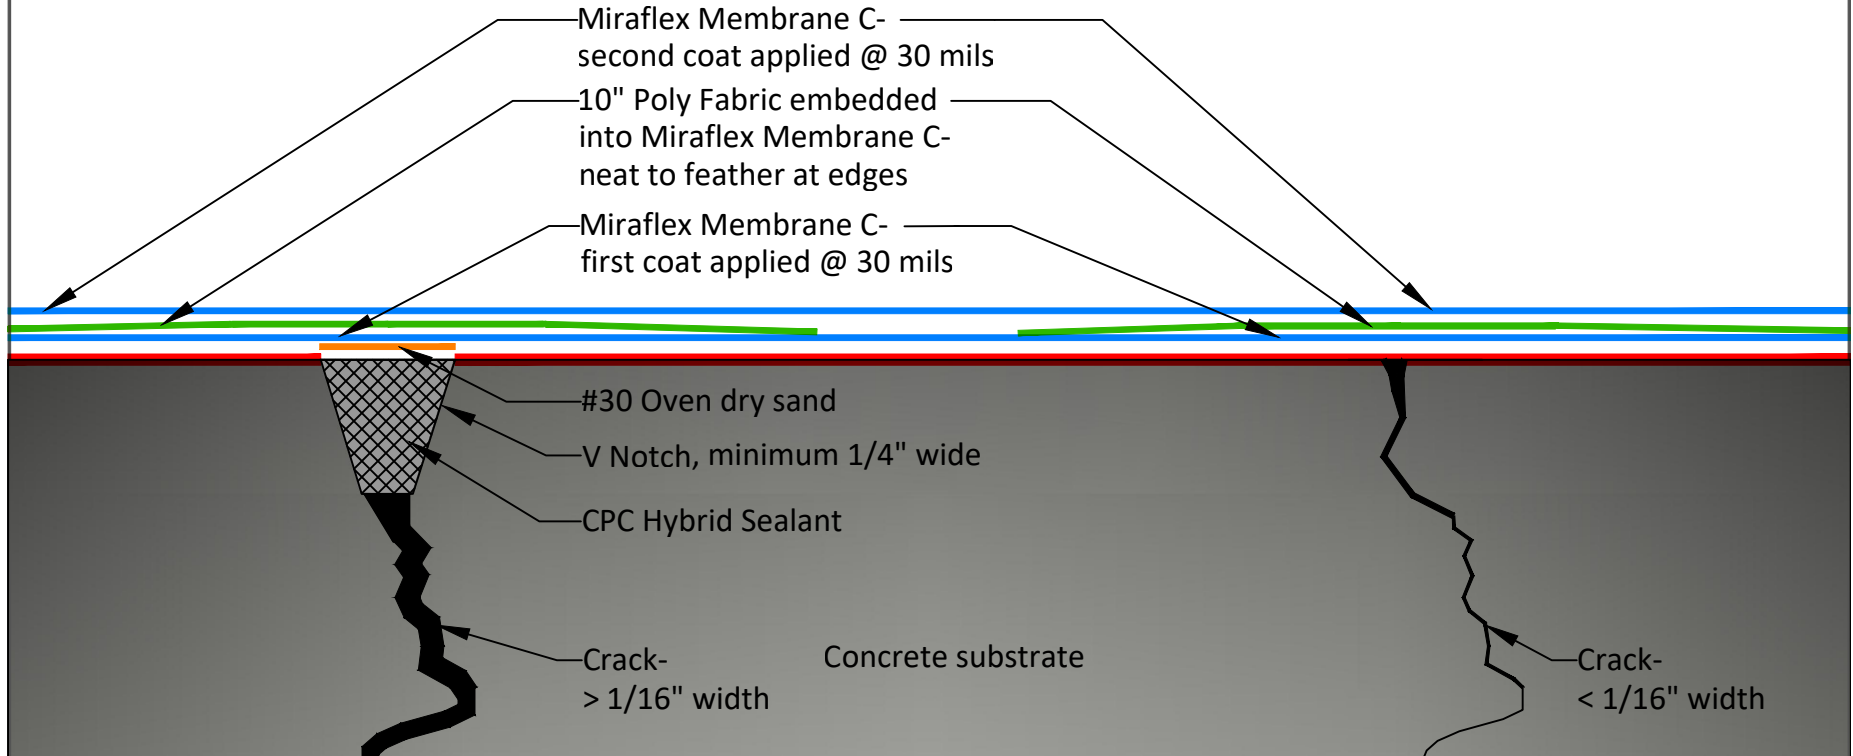 Miraflex Membrane C-
second coat applied @ 30 mils
10" Poly Fabric embedded
into Miraflex Membrane C-
neat to feather at edges
Miraflex Membrane C-
first coat applied @ 30 mils
#30 Oven dry sand
V Notch, minimum 1/4" wide
CPC Hybrid Sealant
Crack-
> 1/16" width
Concrete substrate
Crack-
< 1/16" width